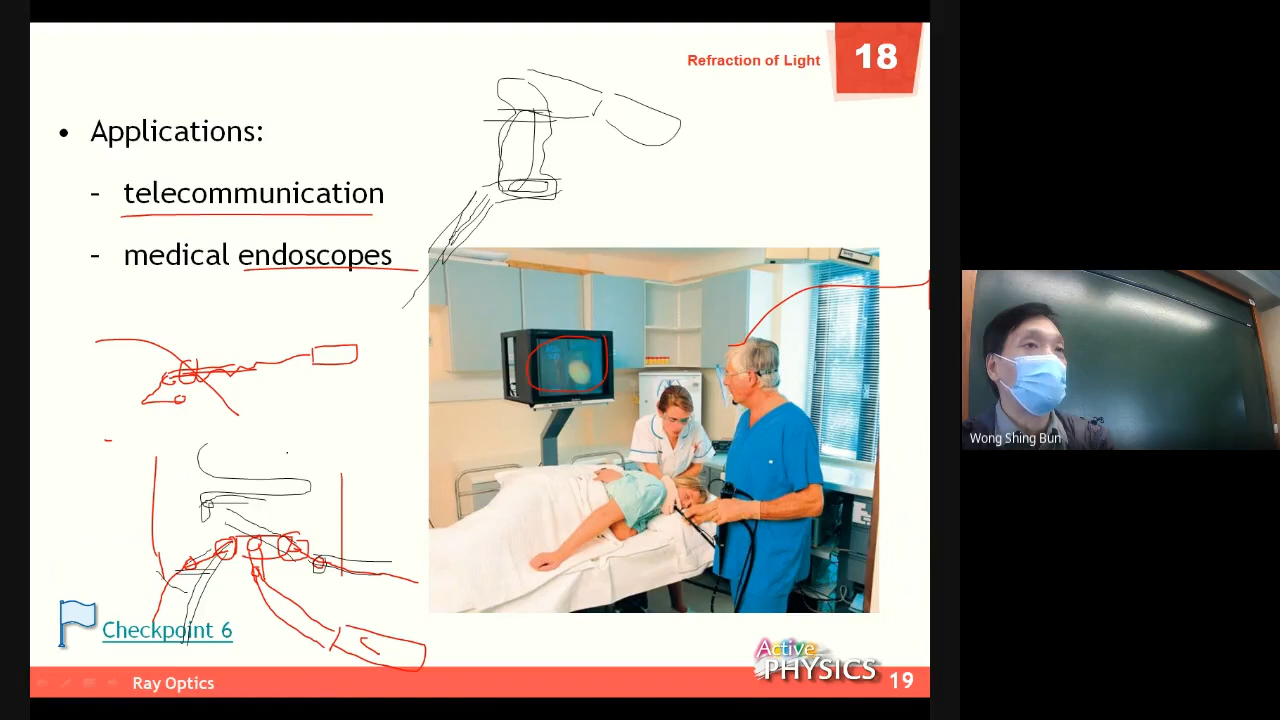 Refraction of Light
18
• Applications:
- telecommunication
- medical endoscopes
Checkpoint 6
Active
PHYSICS
Ray Optics
19
Wong Shing Bun